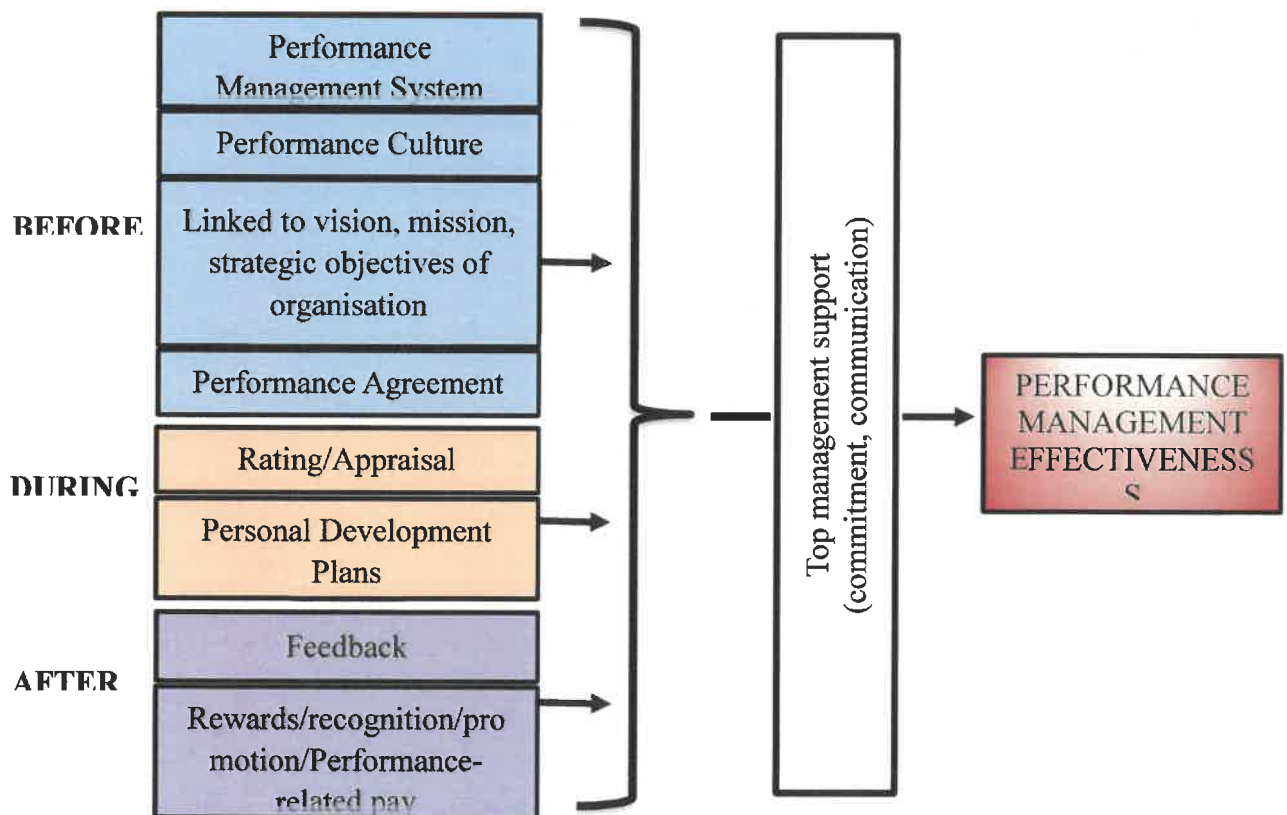 Performance
Management System
Performance Culture
BEFORE
Linked to vision, mission,
strategic objectives of
organisation
Performance Agreement
DURING
Rating/Appraisal
Personal Development
Plans
AFTER
Feedback
Rewards/recognition/pro
motion/Performance-
related pay
Top management support
(commitment, communication)
PERFORMANCE
MANAGEMENT
EFFECTIVENESS
S